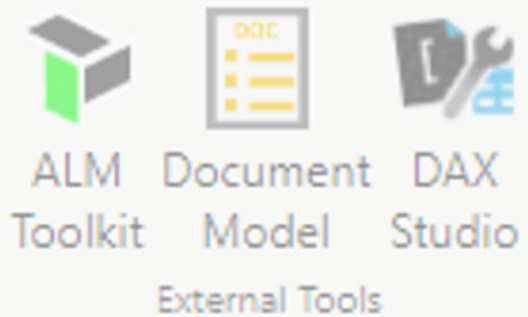 DOC
ALM Document DAX
Toolkit Model Studio
External Tools